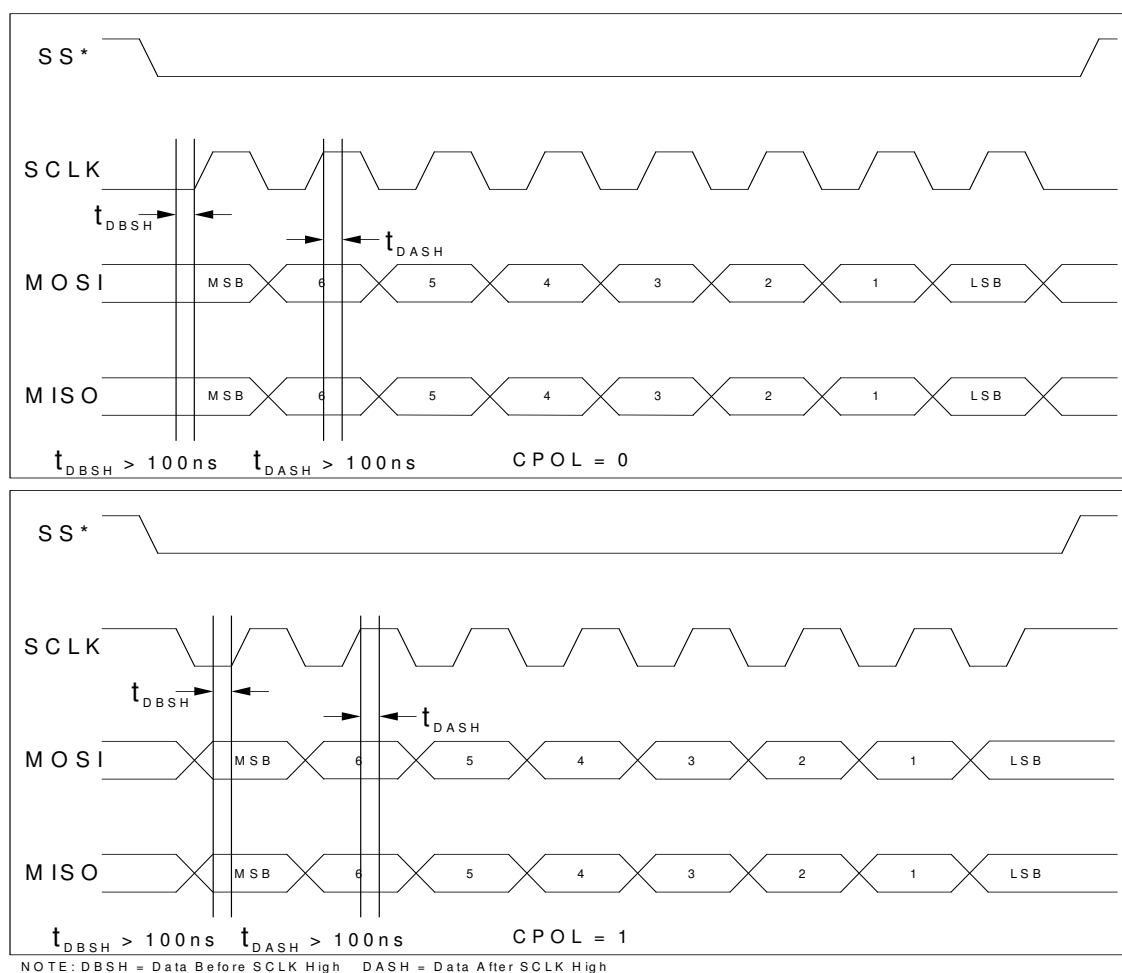 SS*
SCLK
tDBSH
tDASH
MOSI MSB 6 5 4 3 2 1 LSB
MISO MSB 6 5 4 3 2 1 LSB
tDBSH > 100ns tDASH > 100ns CPOL = 0
SS*
SCLK
tDBSH
tDASH
MOSI MSB 6 5 4 3 2 1 LSB
MISO MSB 6 5 4 3 2 1 LSB
tDBSH > 100ns tDASH > 100ns CPOL = 1
NOTE: DBSH = Data Before SCLK High DASH = Data After SCLK High